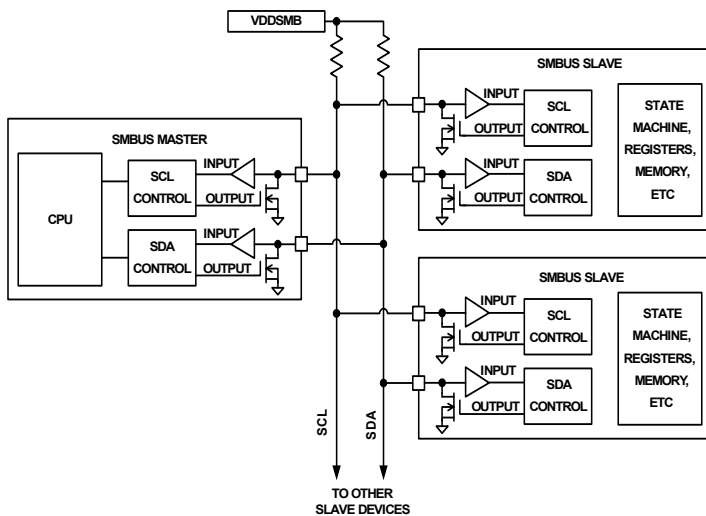 VDDSMB
SMBUS SLAVE
INPUT
SCL
CONTROL
OUTPUT
INPUT
SDA
CONTROL
OUTPUT
STATE
MACHINE,
REGISTERS,
MEMORY,
ETC
SMBUS MASTER
CPU
SCL
CONTROL
INPUT
OUTPUT
SDA
CONTROL
INPUT
OUTPUT
SMBUS SLAVE
INPUT
SCL
CONTROL
OUTPUT
INPUT
SDA
CONTROL
OUTPUT
STATE
MACHINE,
REGISTERS,
MEMORY,
ETC
SCL
SDA
TO OTHER
SLAVE DEVICES